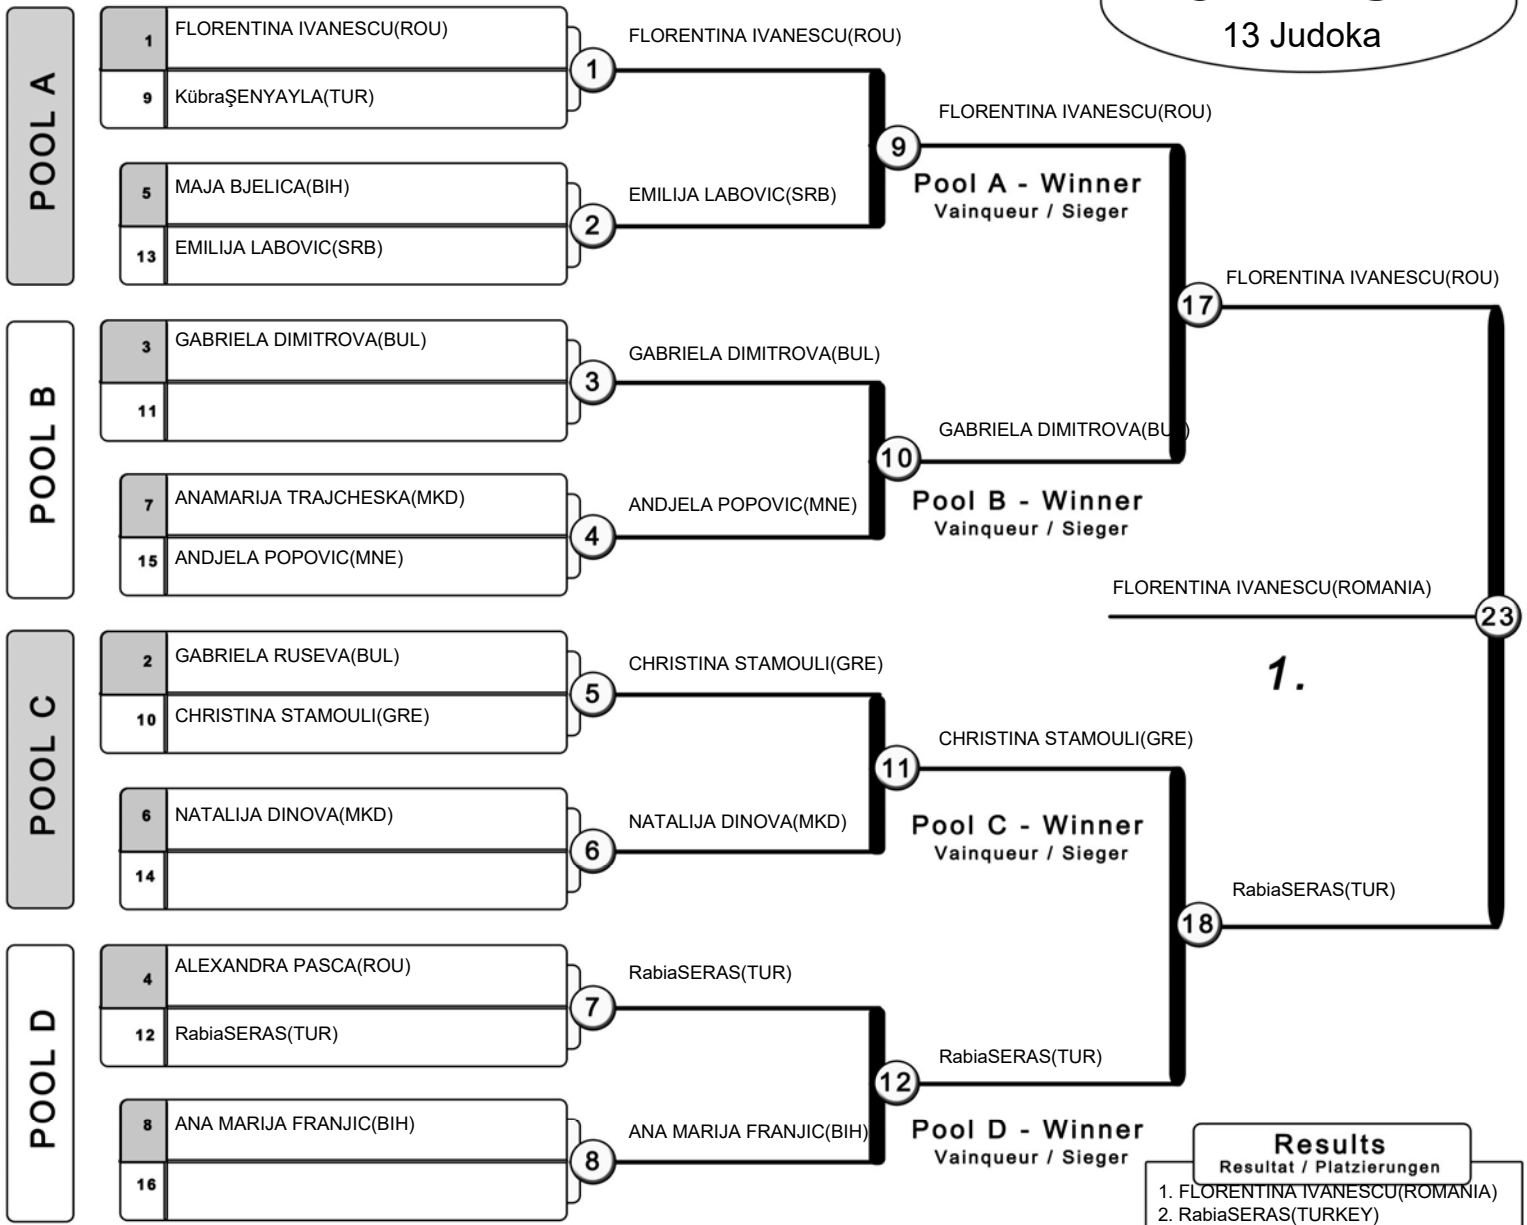 13 Judoka
POOL A
1 FLORENTINA IVANESCU(ROU)
9 KübraŞENYAYLA(TUR)
1
FLORENTINA IVANESCU(ROU)
5 MAJA BJELICA(BIH)
13 EMILIJA LABOVIC(SRB)
2
EMILIJA LABOVIC(SRB)
9
FLORENTINA IVANESCU(ROU)
Pool A - Winner
Vainqueur / Sieger
POOL B
3 GABRIELA DIMITROVA(BUL)
11
3
GABRIELA DIMITROVA(BUL)
7 ANAMARIJA TRAJCHESKA(MKD)
15 ANDJELA POPOVIC(MNE)
4
ANDJELA POPOVIC(MNE)
10
GABRIELA DIMITROVA(BUL)
Pool B - Winner
Vainqueur / Sieger
17
FLORENTINA IVANESCU(ROU)
POOL C
2 GABRIELA RUSEVA(BUL)
10 CHRISTINA STAMOULI(GRE)
5
CHRISTINA STAMOULI(GRE)
6 NATALIJA DINOVA(MKD)
14
6
NATALIJA DINOVA(MKD)
11
CHRISTINA STAMOULI(GRE)
Pool C - Winner
Vainqueur / Sieger
POOL D
4 ALEXANDRA PASCA(ROU)
12 RabiaSERAS(TUR)
7
RabiaSERAS(TUR)
8 ANA MARIJA FRANJIC(BIH)
16
8
ANA MARIJA FRANJIC(BIH)
12
RabiaSERAS(TUR)
Pool D - Winner
Vainqueur / Sieger
18
RabiaSERAS(TUR)
23
FLORENTINA IVANESCU(ROMANIA)
1.
Results
Resultat / Platzierungen
1. FLORENTINA IVANESCU(ROMANIA)
2. RabiaSERAS(TURKEY)